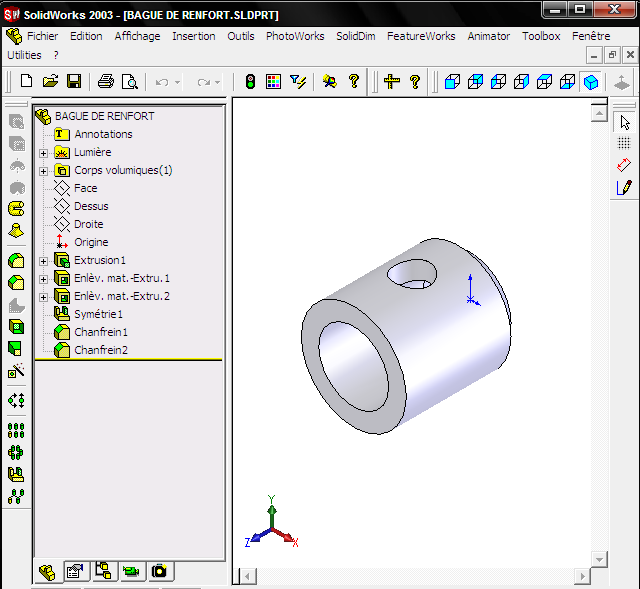 SolidWorks 2003 - [BAGUE DE RENFORT.SLDPRT]
Fichier Edition Affichage Insertion Outils PhotoWorks SolidDim FeatureWorks Animator Toolbox Fenêtre
Utilities ?
BAGUE DE RENFORT
Annotations
Lumière
Corps volumiques(1)
Face
Dessus
Droite
Origine
Extrusion1
Enlèv. mat.-Extru.1
Enlèv. mat.-Extru.2
Symétrie1
Chanfrein1
Chanfrein2
Y
Z X